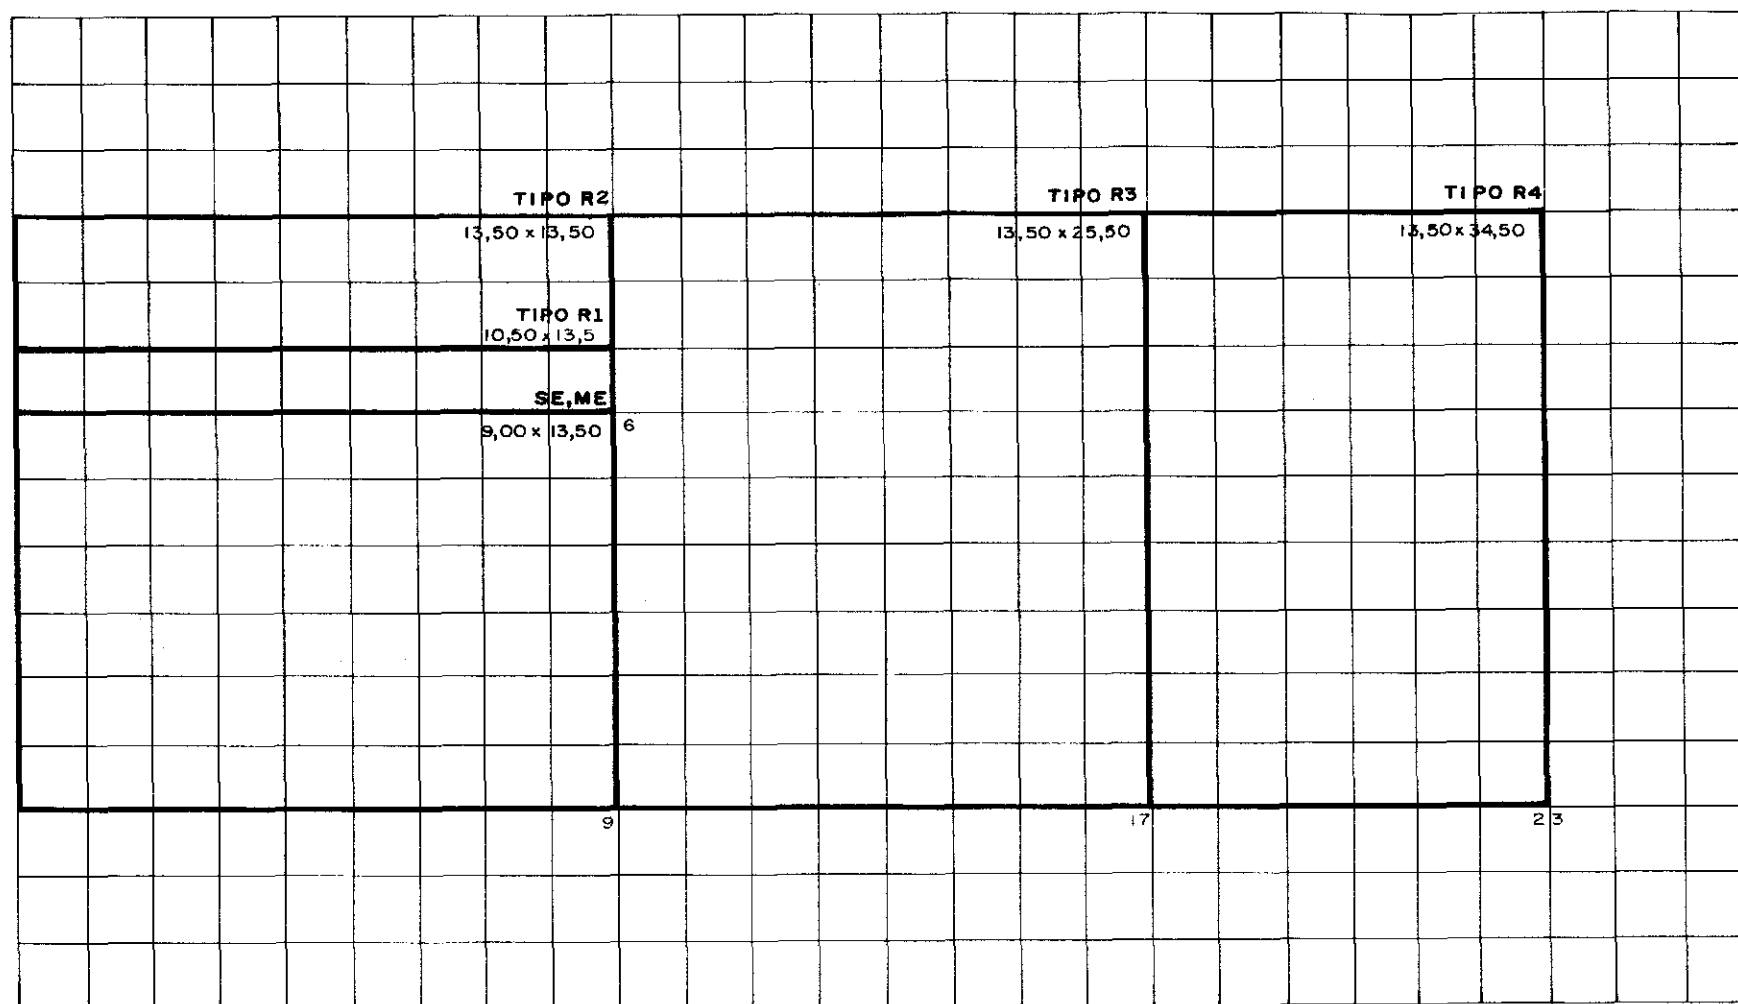 TIPO R2
13,50 x 13,50
TIPO R3
13,50 x 25,50
TIPO R4
13,50 x 34,50
TIPO R1
10,50 x 13,5
SE,ME
9,00 x 13,50
6
9
17
23